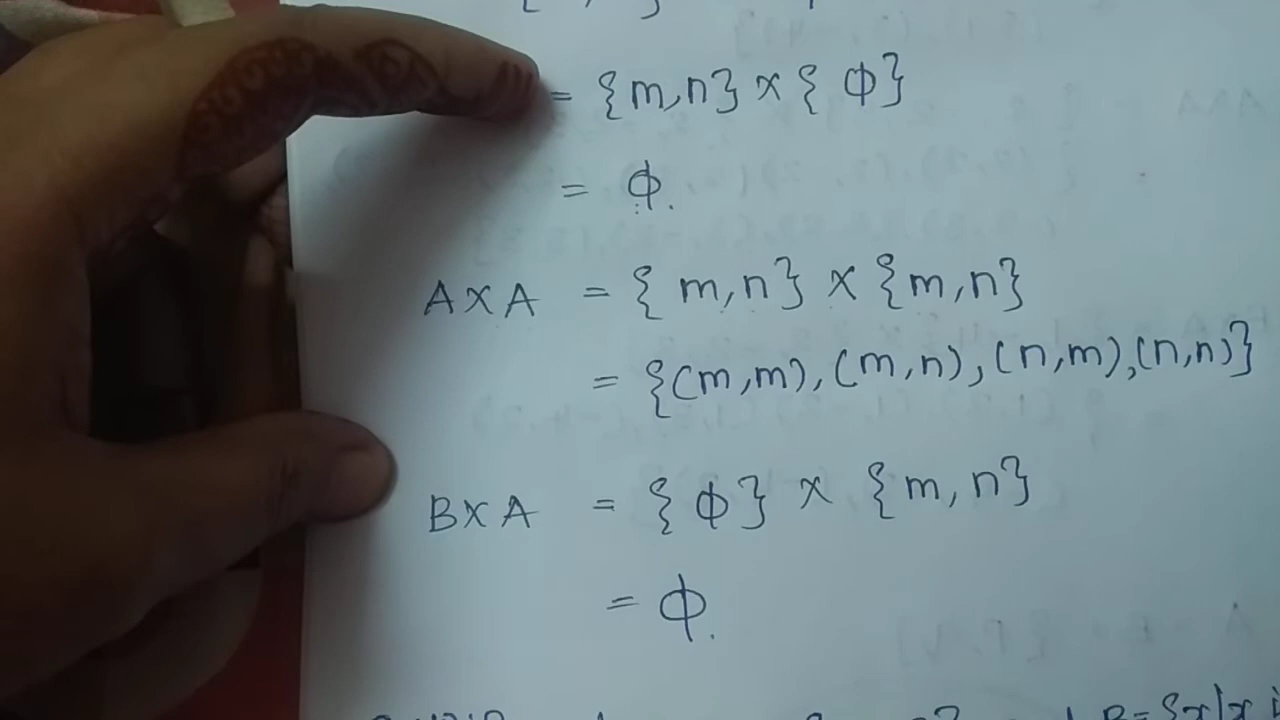 = {m,n} x { φ}
= φ.
AXA = { m,n} x {m,n}
= {(m,m), (m,n), (n,m), (n,n)}
BXA = { φ} x {m,n}
= φ.